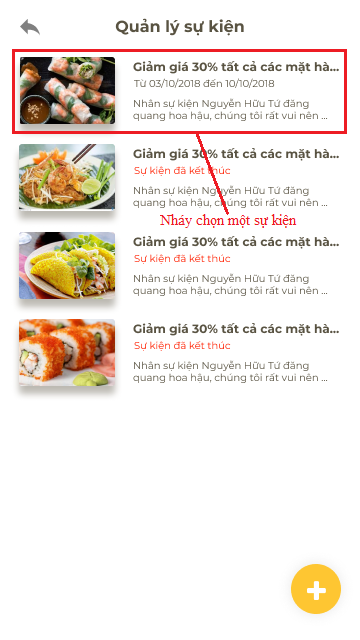 Quản lý sự kiện
Giảm giá 30% tất cả các mặt hà...
Từ 03/10/2018 đến 10/10/2018
Nhân sự kiện Nguyễn Hữu Tứ đăng
quang hoa hậu, chúng tôi rất vui nên ...
Giảm giá 30% tất cả các mặt hà...
Sự kiện đã kết thúc
Nhân sự kiện Nguyễn Hữu Tứ đăng
quang hoa hậu, chúng tôi rất vui nên ...
Nháy chọn một sự kiện
Giảm giá 30% tất cả các mặt hà...
Sự kiện đã kết thúc
Nhân sự kiện Nguyễn Hữu Tứ đăng
quang hoa hậu, chúng tôi rất vui nên ...
Giảm giá 30% tất cả các mặt hà...
Sự kiện đã kết thúc
Nhân sự kiện Nguyễn Hữu Tứ đăng
quang hoa hậu, chúng tôi rất vui nên ...